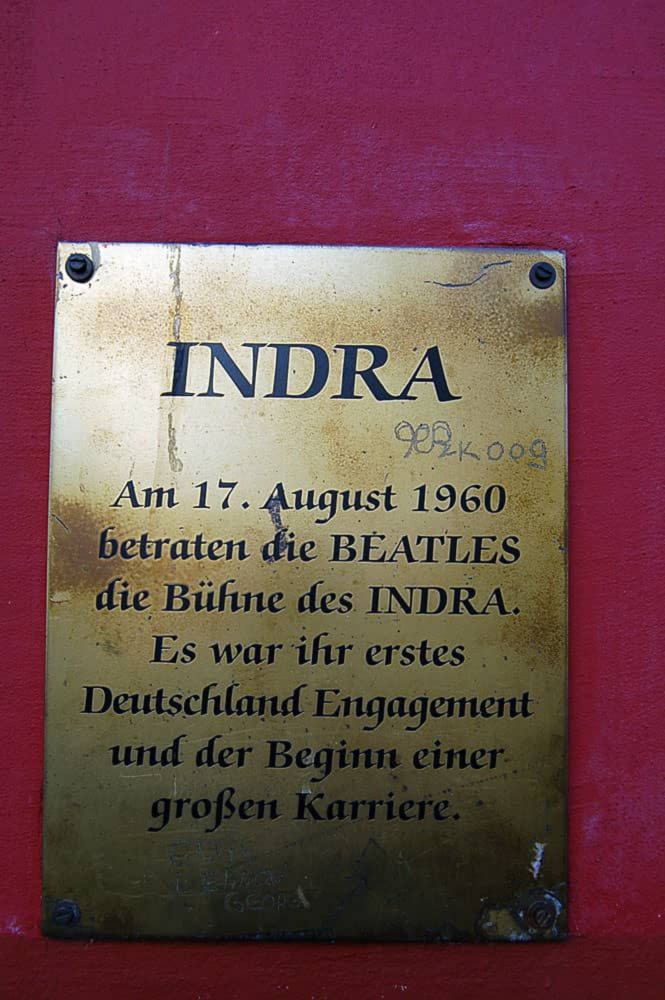 INDRA
Am 17. August 1960
betraten die BEATLES
die Bühne des INDRA.
Es war ihr erstes
Deutschland Engagement
und der Beginn einer
großen Karriere.